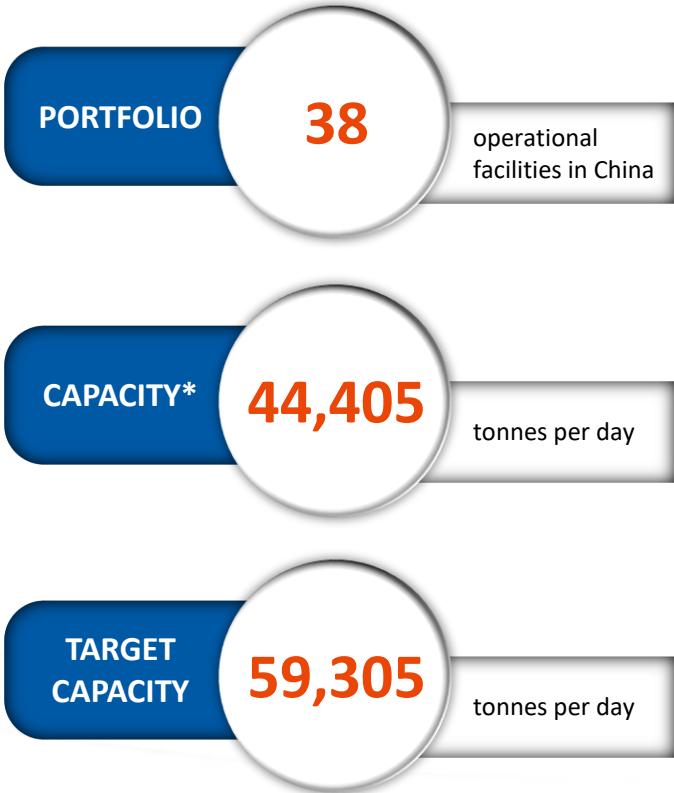 PORTFOLIO
38
operational
facilities in China
CAPACITY*
44,405
tonnes per day
TARGET
CAPACITY
59,305
tonnes per day